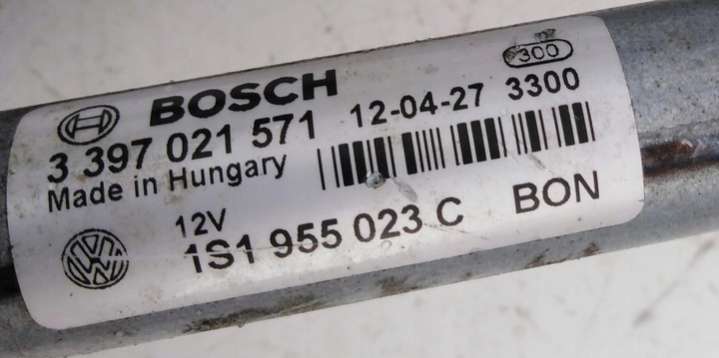 300
BOSCH
3 397 021 571 12-04-27 3300
Made in Hungary
12V
1S1 955 023 C BON